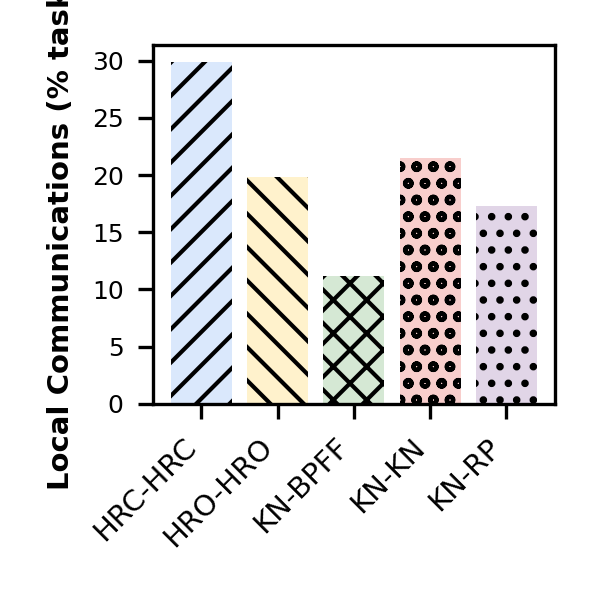 Local Communications (% task
30
25
20
15
10
5
0
HRC-HRC
HRO-HRO
KN-BPFF
KN-KN
KN-RP